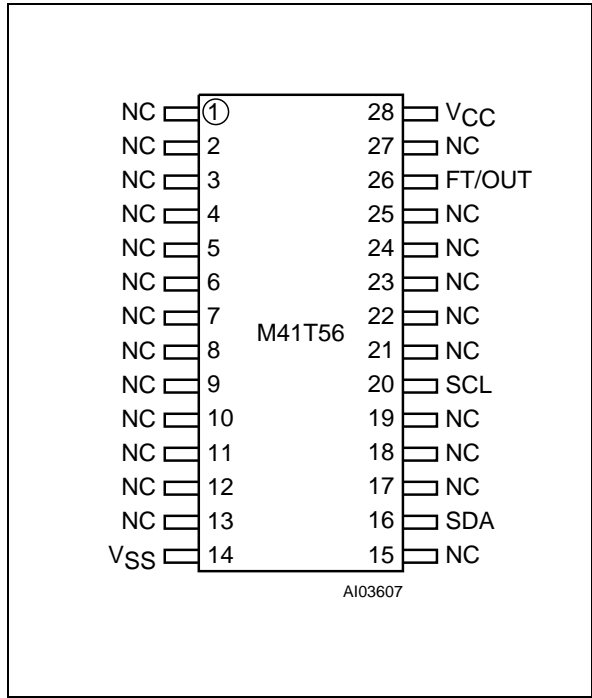 NC 1 28 VCC
NC 2 27 NC
NC 3 26 FT/OUT
NC 4 25 NC
NC 5 24 NC
NC 6 23 NC
NC 7 22 NC
M41T56
NC 8 21 NC
NC 9 20 SCL
NC 10 19 NC
NC 11 18 NC
NC 12 17 NC
NC 13 16 SDA
VSS 14 15 NC
AI03607